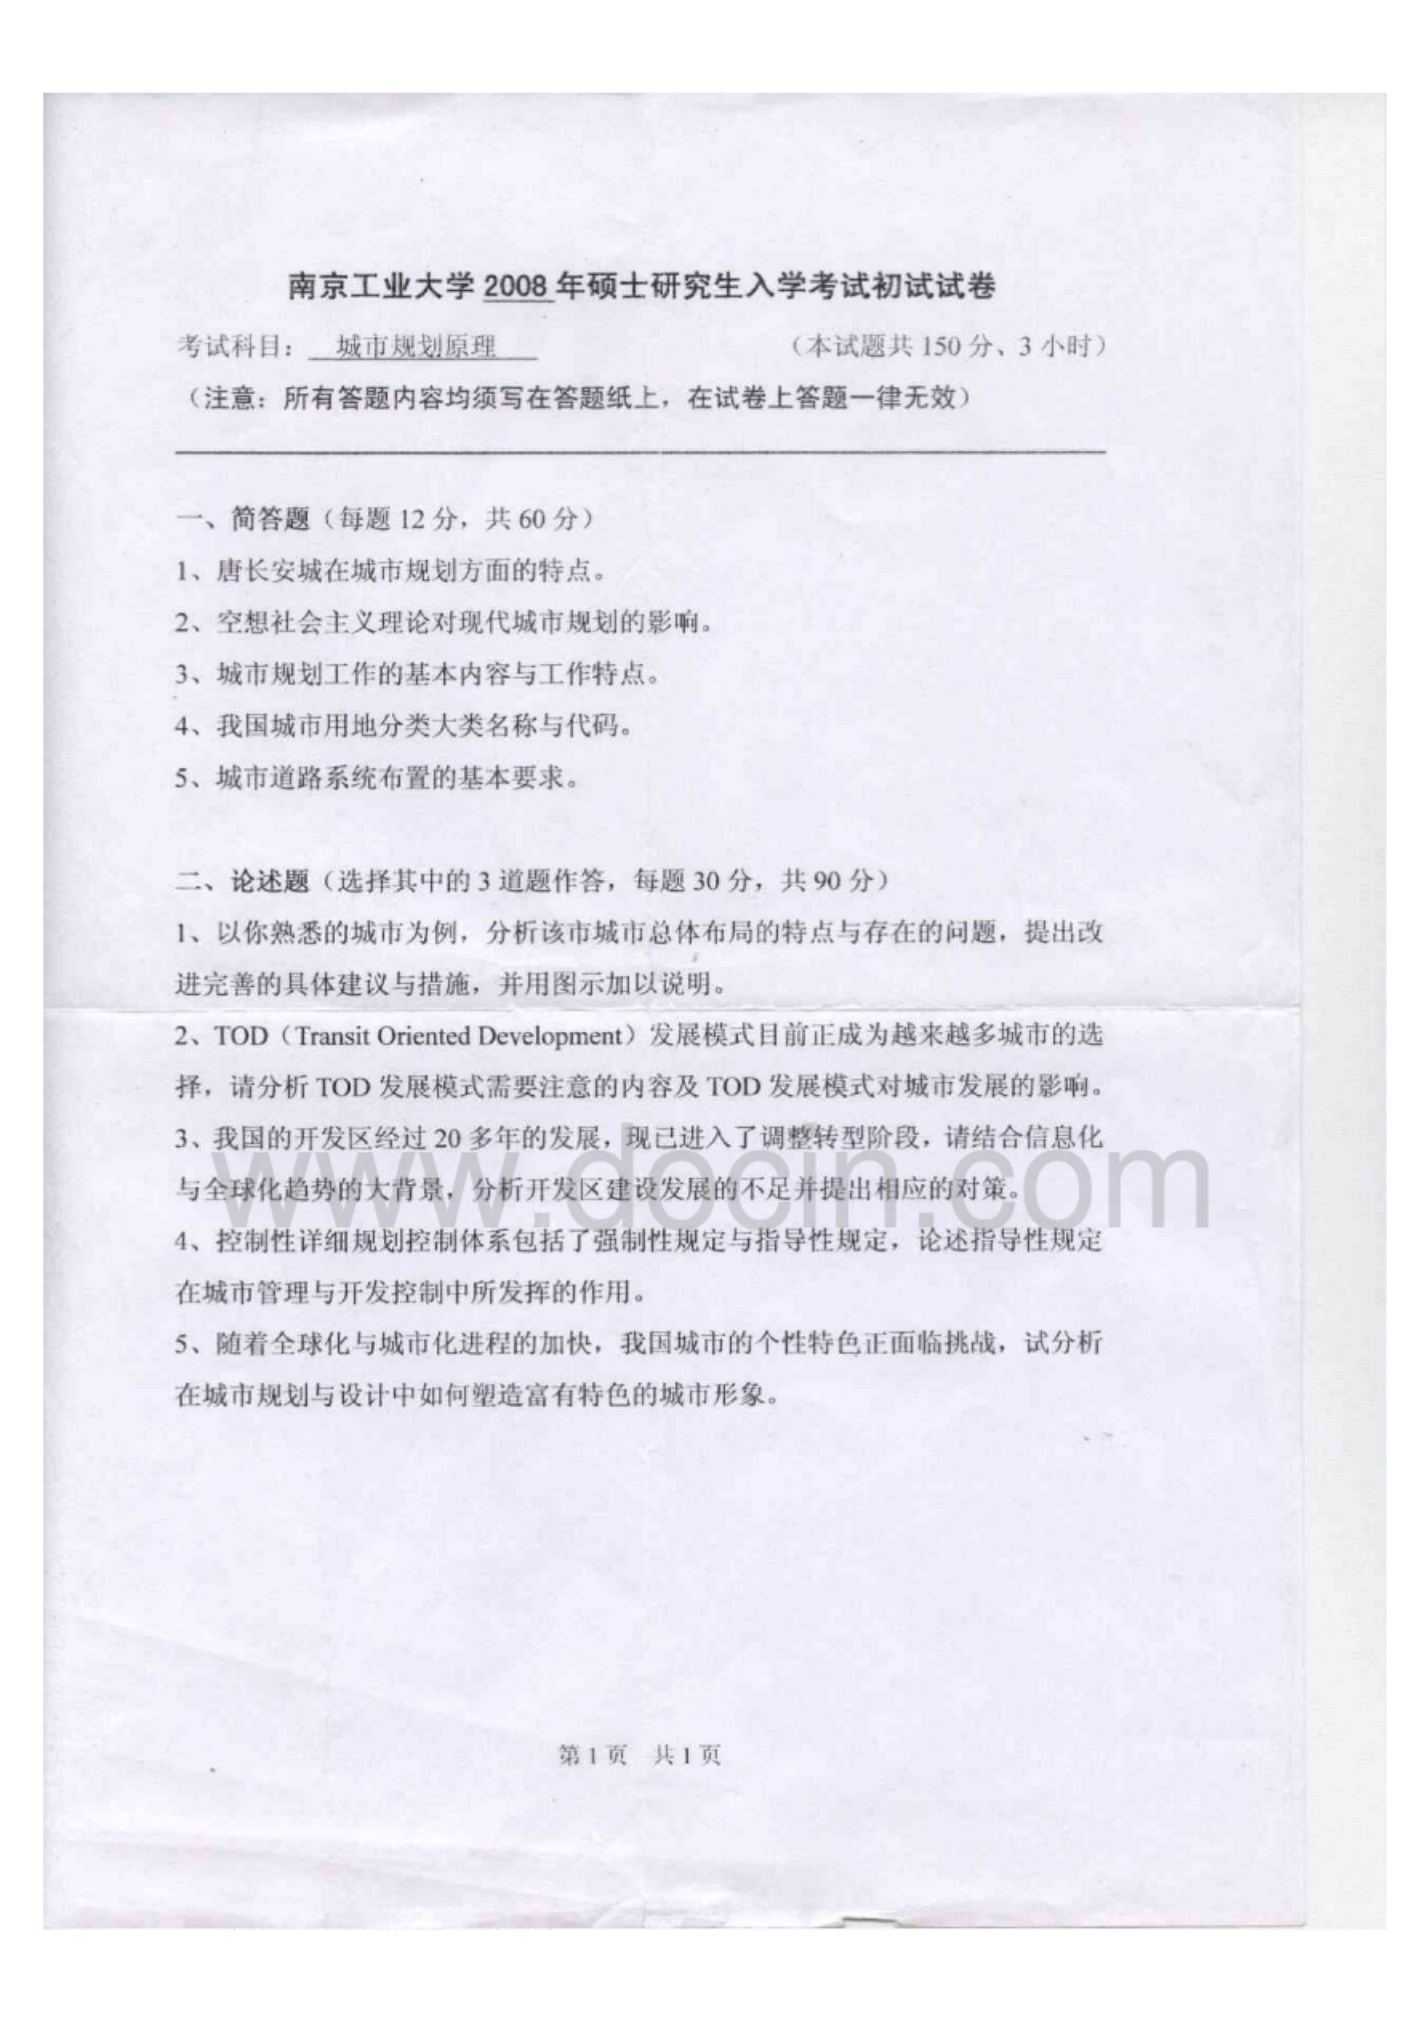 南京工业大学 2008 年硕士研究生入学考试初试试卷
考试科目： 城市规划原理 （本试题共 150 分、3 小时）
（注意：所有答题内容均须写在答题纸上，在试卷上答题一律无效）
一、简答题（每题 12 分，共 60 分）
1、唐长安城在城市规划方面的特点。
2、空想社会主义理论对现代城市规划的影响。
3、城市规划工作的基本内容与工作特点。
4、我国城市用地分类大类名称与代码。
5、城市道路系统布置的基本要求。
二、论述题（选择其中的 3 道题作答，每题 30 分，共 90 分）
1、以你熟悉的城市为例，分析该市城市总体布局的特点与存在的问题，提出改
进完善的具体建议与措施，并用图示加以说明。
2、TOD（Transit Oriented Development）发展模式目前正成为越来越多城市的选
择，请分析 TOD 发展模式需要注意的内容及 TOD 发展模式对城市发展的影响。
3、我国的开发区经过 20 多年的发展，现已进入了调整转型阶段，请结合信息化
与全球化趋势的大背景，分析开发区建设发展的不足并提出相应的对策。
www.docin.com
4、控制性详细规划控制体系包括了强制性规定与指导性规定，论述指导性规定
在城市管理与开发控制中所发挥的作用。
5、随着全球化与城市化进程的加快，我国城市的个性特色正面临挑战，试分析
在城市规划与设计中如何塑造富有特色的城市形象。
第 1 页 共 1 页